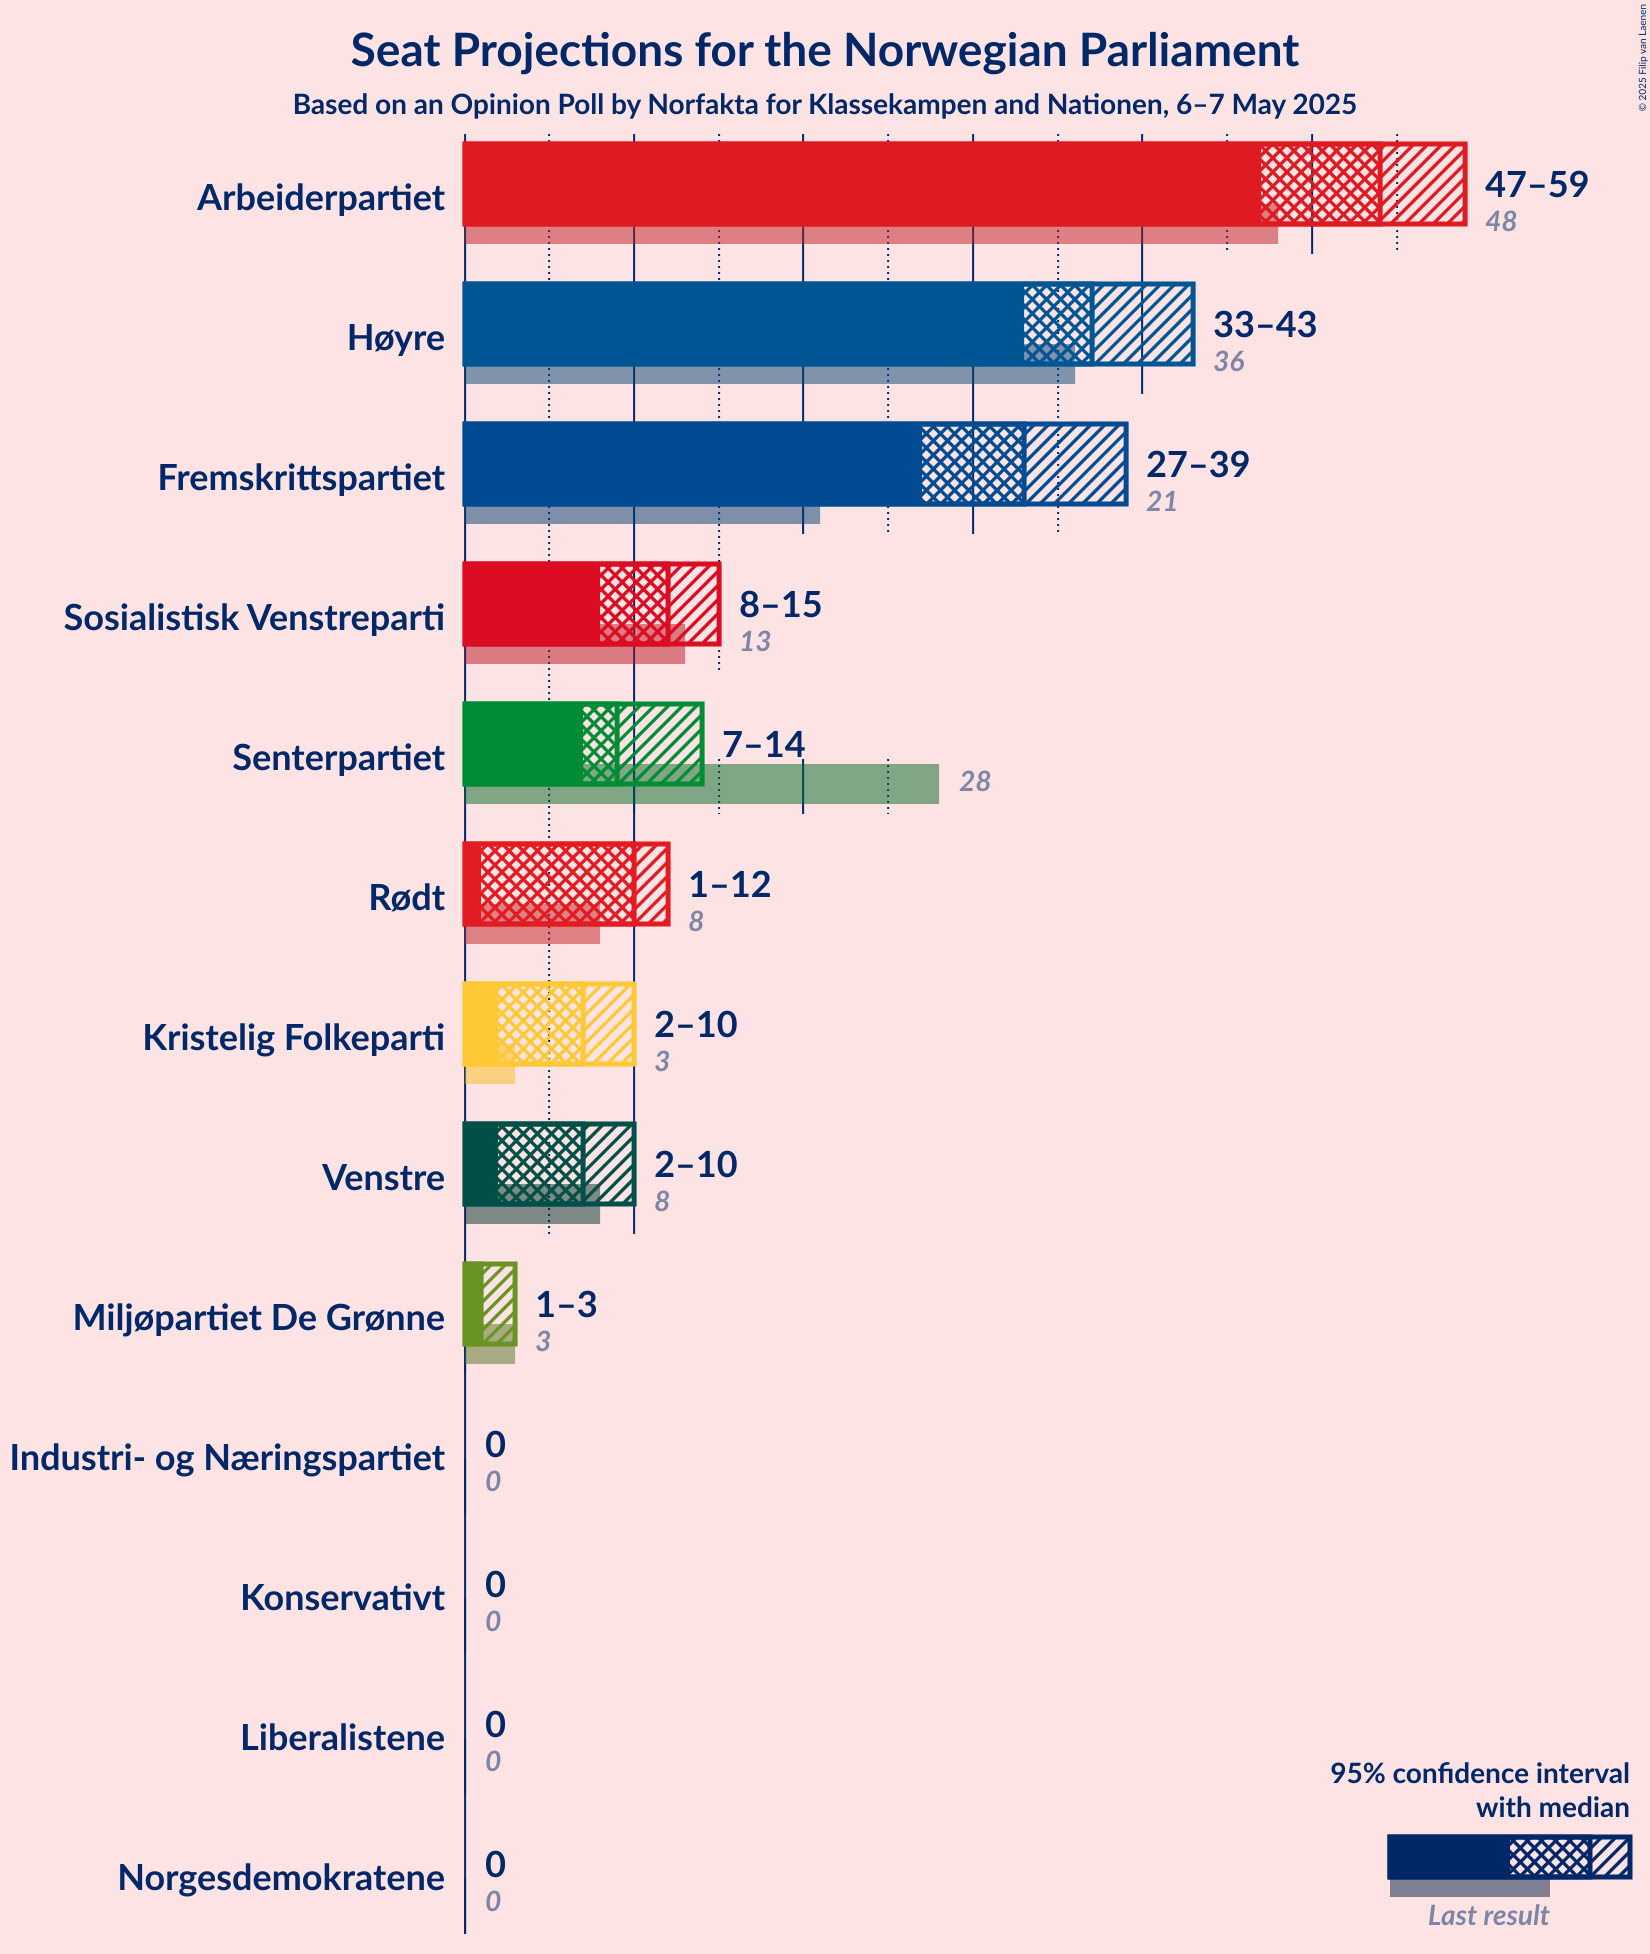 Seat Projections for the Norwegian Parliament
Based on an Opinion Poll by Norfakta for Klassekampen and Nationen, 6–7 May 2025
© 2025 Filip van Laenen
Arbeiderpartiet
47–59
48
Høyre
33–43
36
Fremskrittspartiet
27–39
21
Sosialistisk Venstreparti
8–15
13
Senterpartiet
7–14
28
Rødt
1–12
8
Kristelig Folkeparti
2–10
3
Venstre
2–10
8
Miljøpartiet De Grønne
1–3
3
Industri- og Næringspartiet
0
0
Konservativt
0
0
Liberalistene
0
0
Norgesdemokratene
0
0
95% confidence interval
with median
Last result